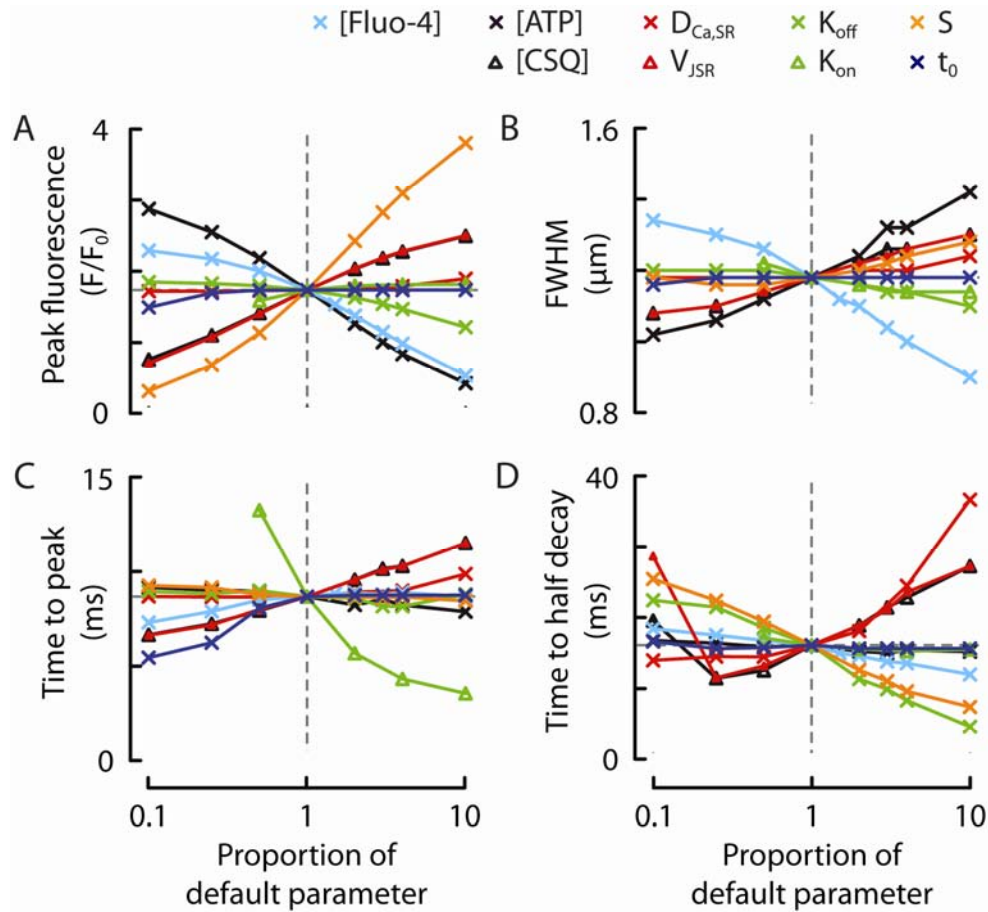 [Fluo-4] [ATP] D_Ca,SR K_off S
[CSQ] V_JSR K_on t_0
A
4
0
Peak fluorescence
(F/F_0)
B
1.6
0.8
FWHM
(µm)
C
15
0
Time to peak
(ms)
0.1 1 10
Proportion of
default parameter
D
40
0
Time to half decay
(ms)
0.1 1 10
Proportion of
default parameter